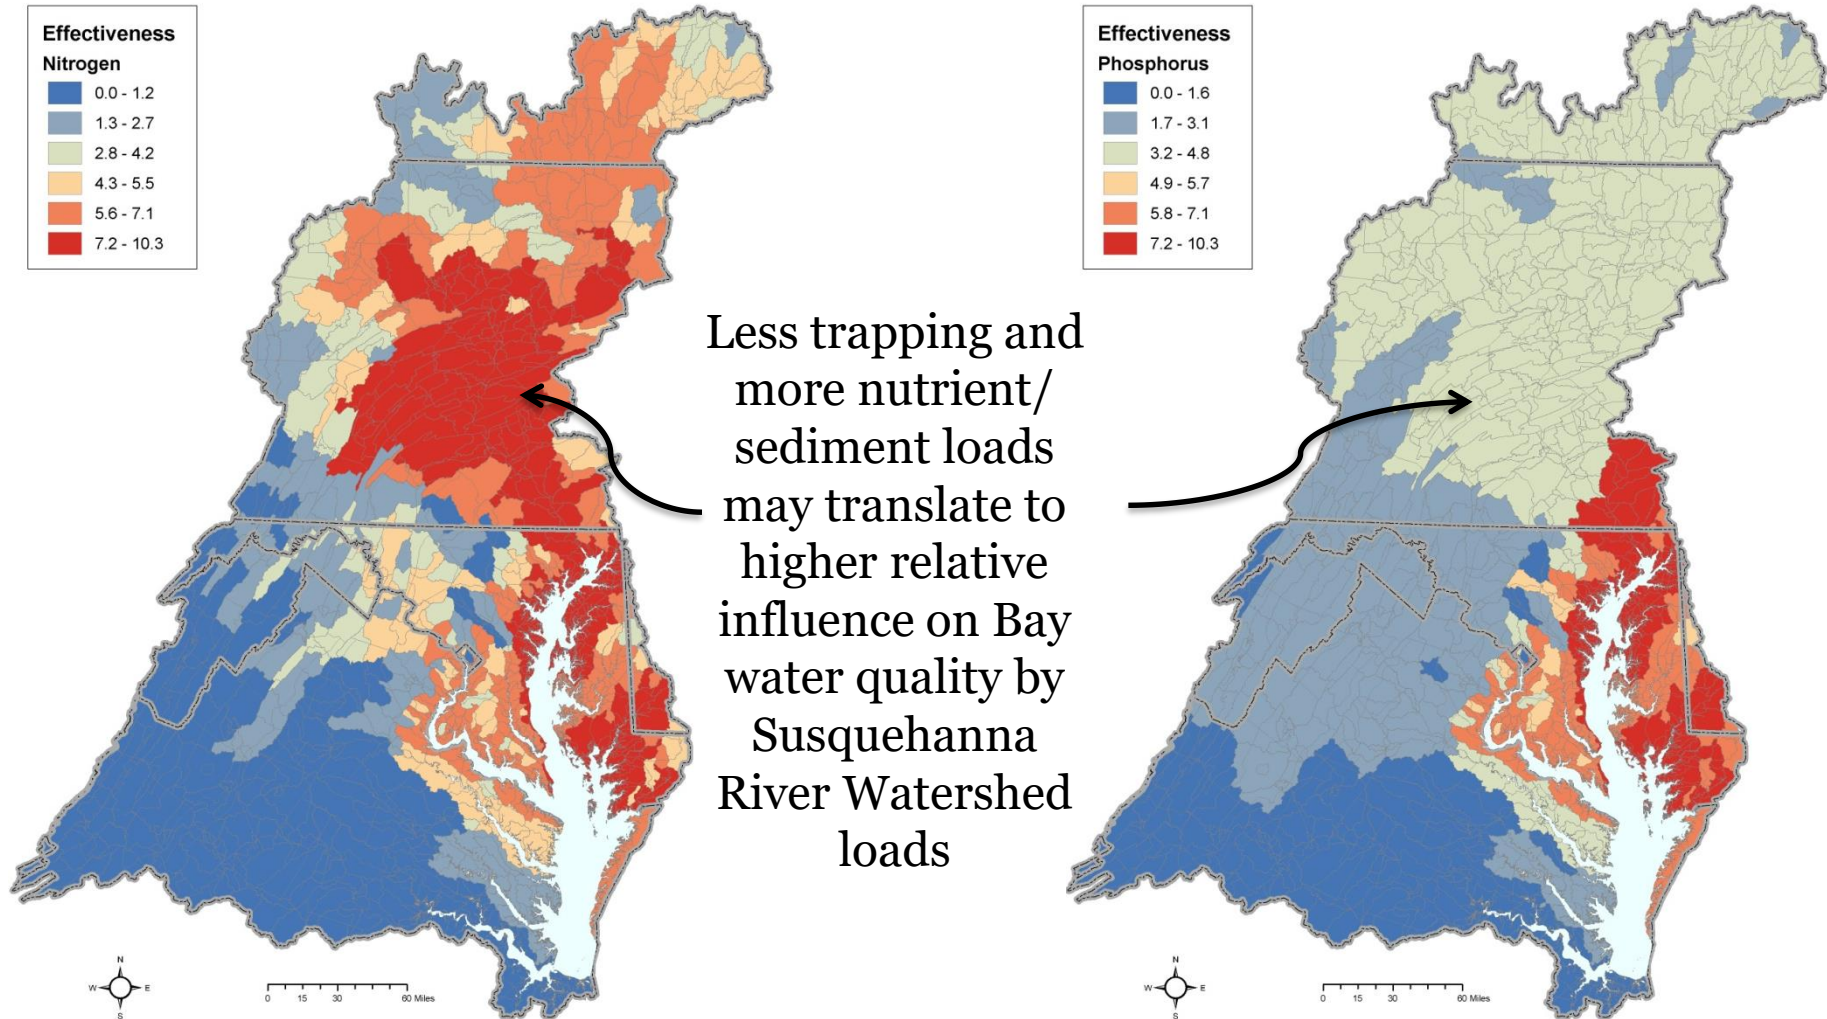 Effectiveness
Nitrogen
0.0 - 1.2
1.3 - 2.7
2.8 - 4.2
4.3 - 5.5
5.6 - 7.1
7.2 - 10.3
Effectiveness
Phosphorus
0.0 - 1.6
1.7 - 3.1
3.2 - 4.8
4.9 - 5.7
5.8 - 7.1
7.2 - 10.3
Less trapping and
more nutrient/
sediment loads
may translate to
higher relative
influence on Bay
water quality by
Susquehanna
River Watershed
loads
N
W E
S
0 15 30 60 Miles
N
W E
S
0 15 30 60 Miles